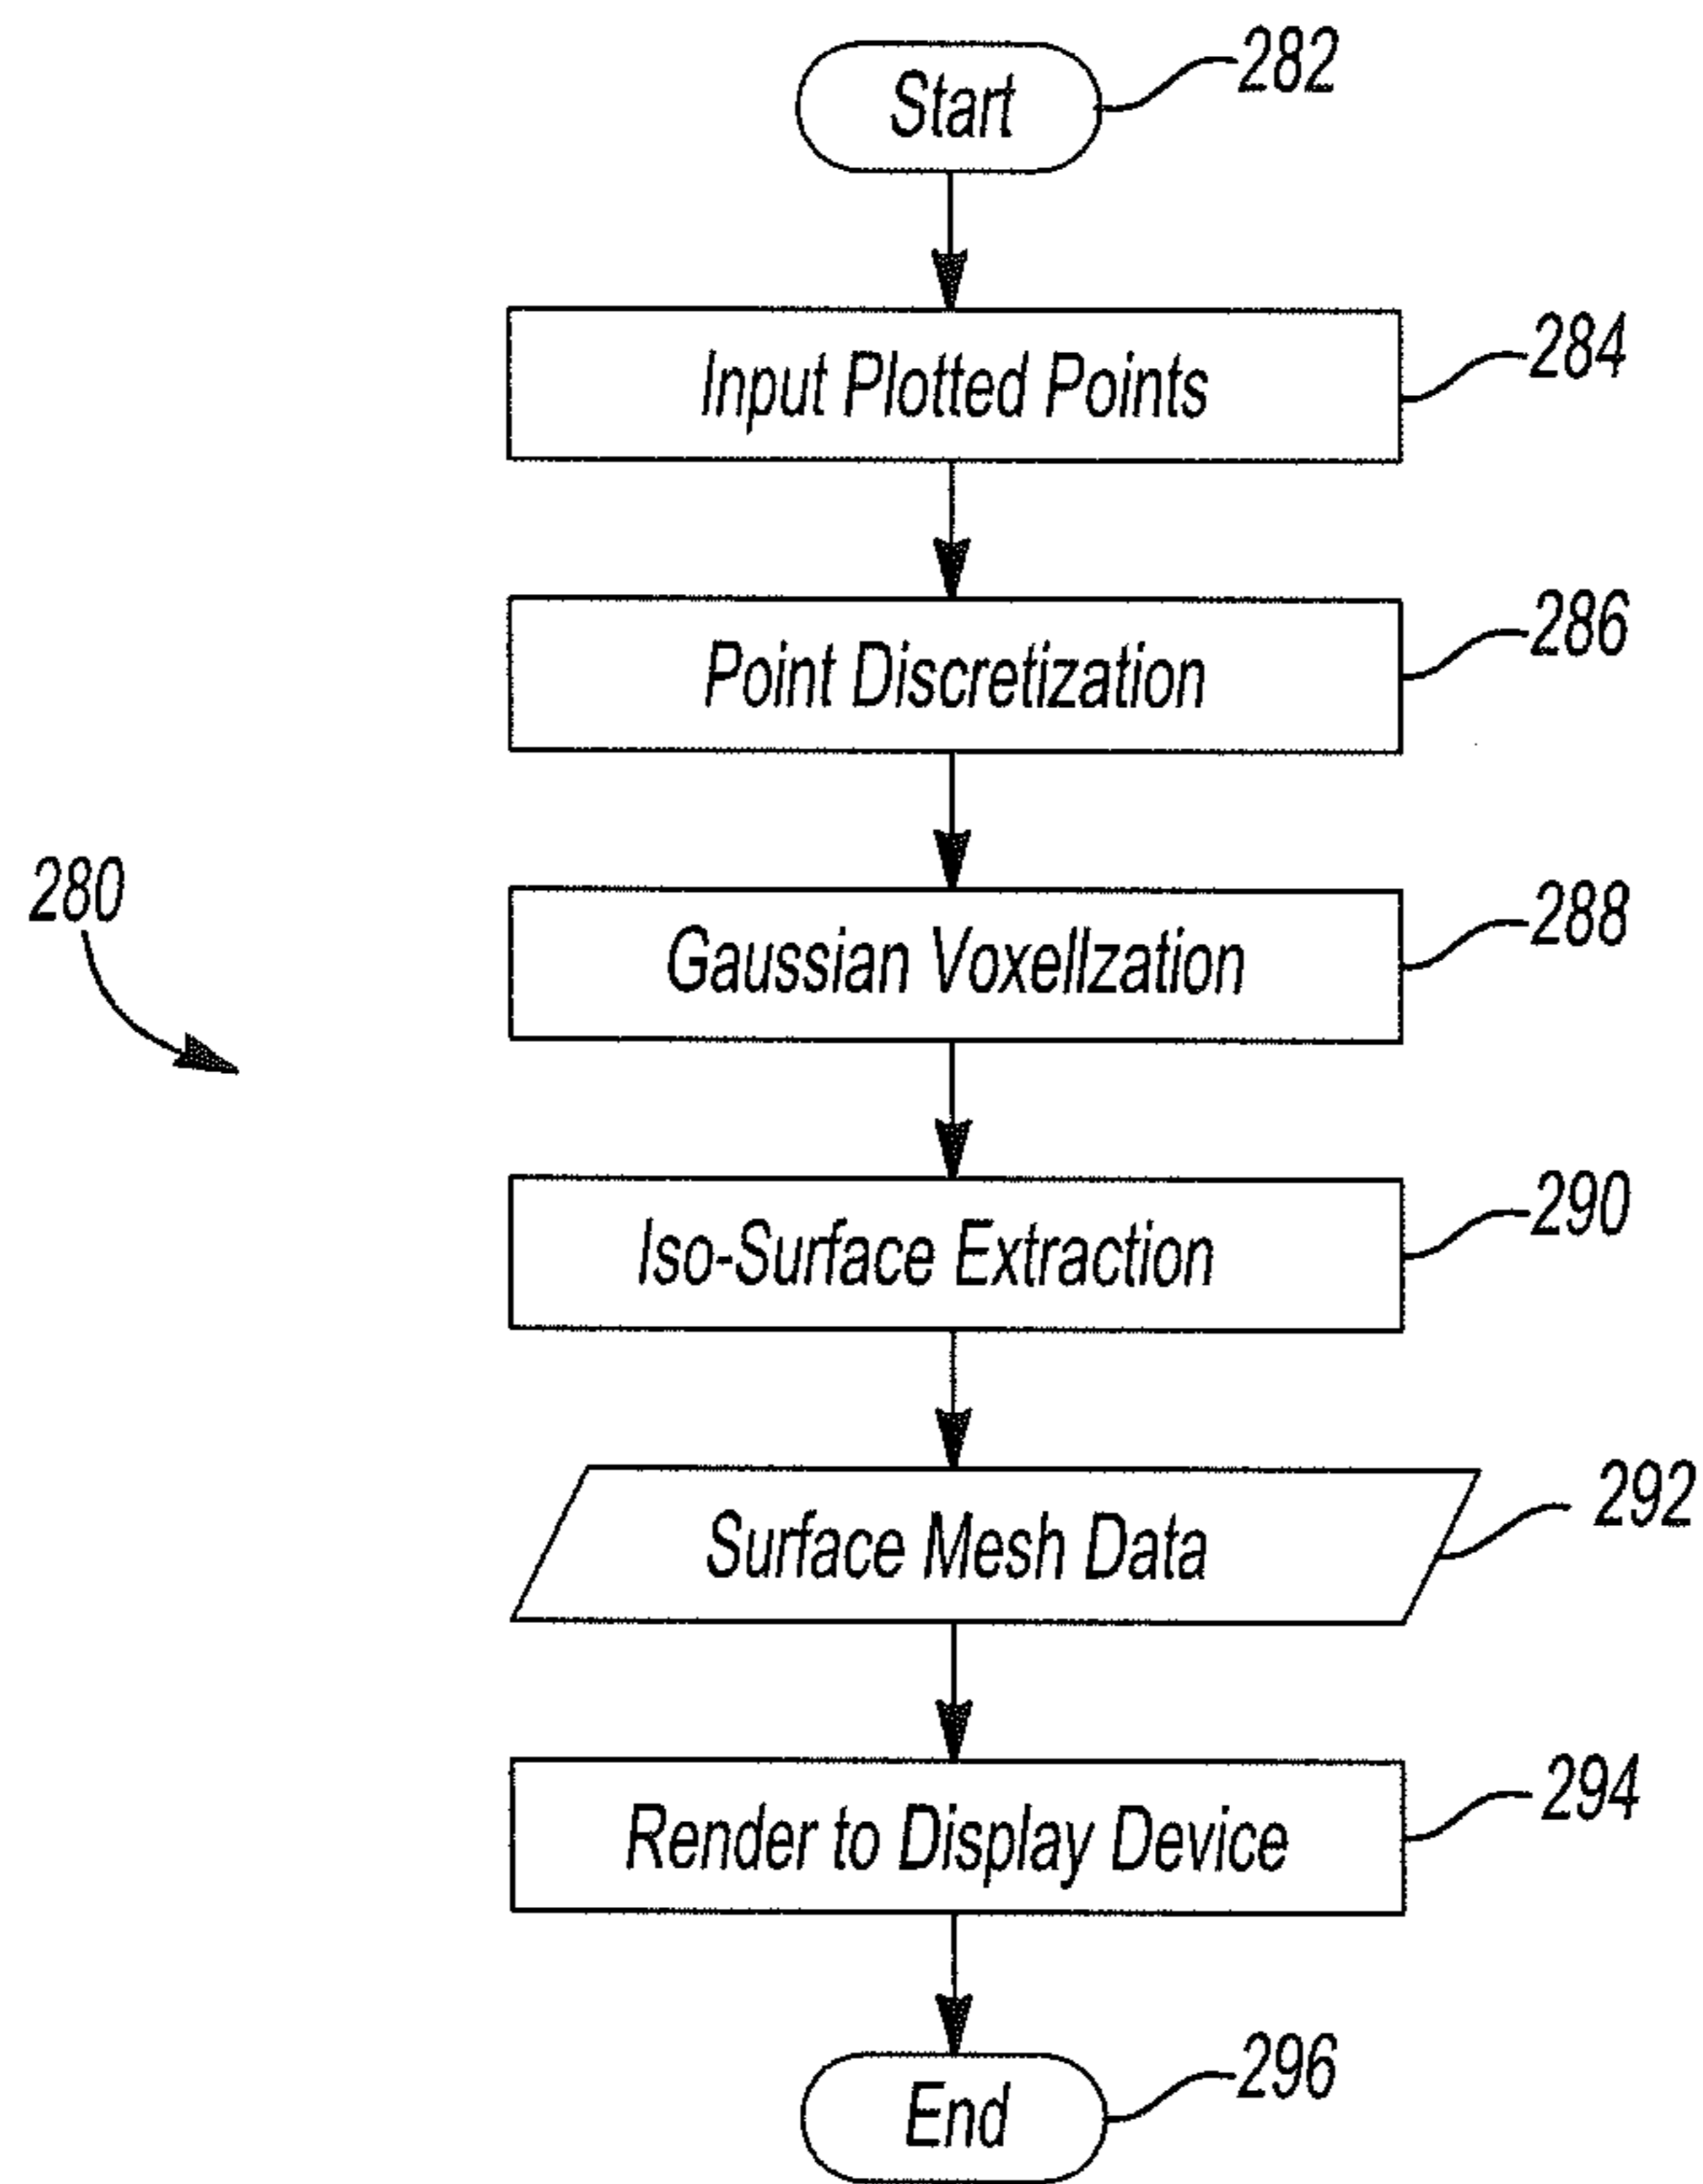 Start
282
Input Plotted Points
284
Point Discretization
286
280
Gaussian VoxelIzation
288
Iso-Surface Extraction
290
Surface Mesh Data
292
Render to Display Device
294
End
296